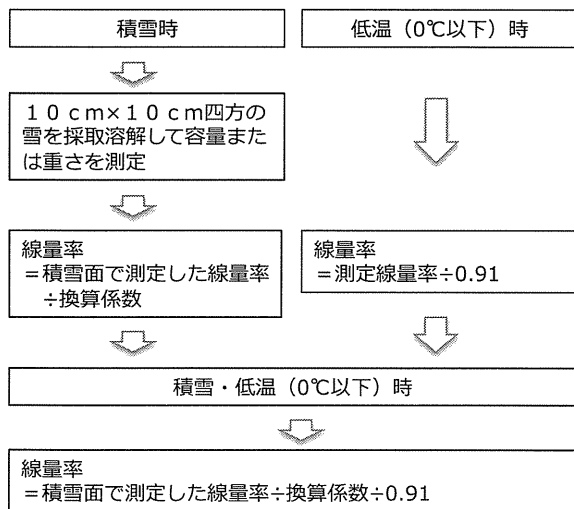 積雪時
低温（0℃以下）時
１０ｃｍ×１０ｃｍ四方の
雪を採取溶解して容量また
は重さを測定
線量率
＝積雪面で測定した線量率
÷換算係数
線量率
＝測定線量率÷0.91
積雪・低温（0℃以下）時
線量率
＝積雪面で測定した線量率÷換算係数÷0.91